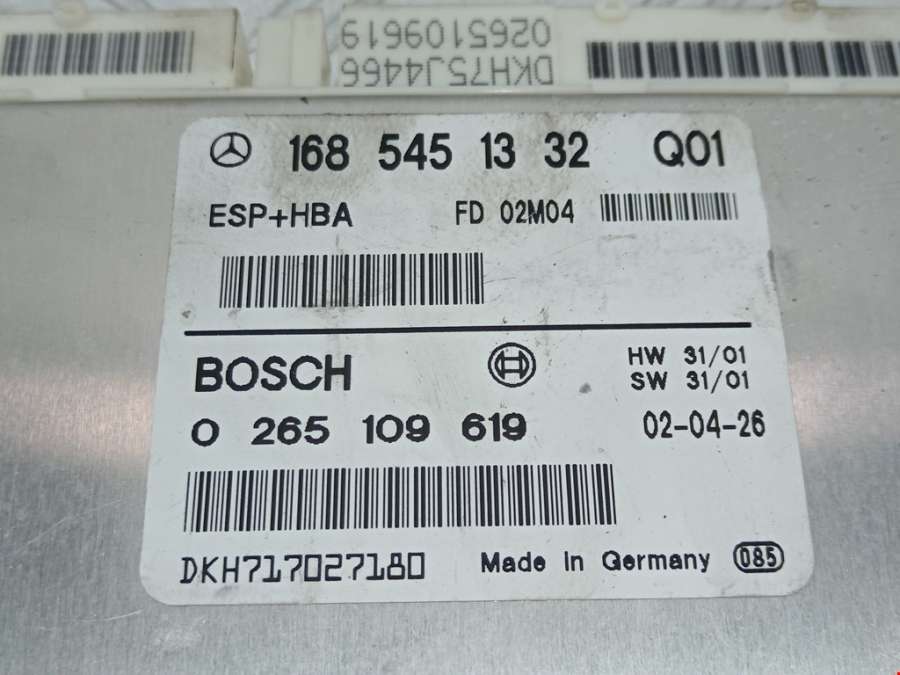 0265109619
DKH75J4466
168 545 13 32 Q01
ESP+HBA FD 02M04
BOSCH HW 31/01
SW 31/01
0 265 109 619 02-04-26
DKH717027180
Made in Germany 085